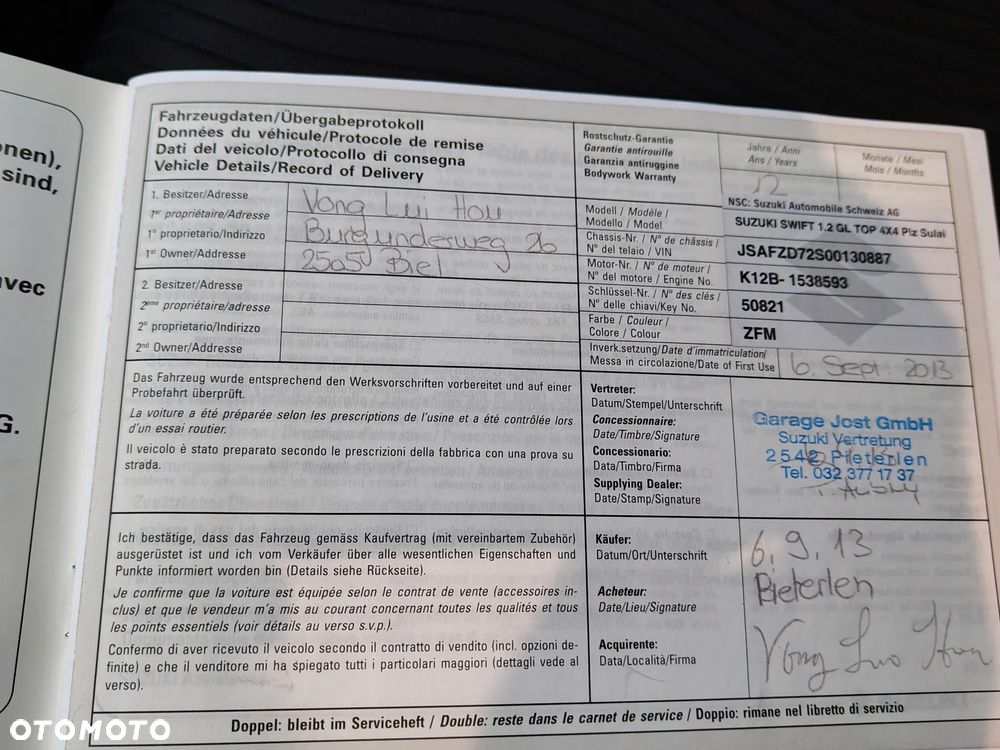 onen),
sind,
avec
G.
Fahrzeugdaten/Übergabeprotokoll
Données du véhicule/Protocole de remise
Dati del veicolo/Protocollo di consegna
Vehicle Details/Record of Delivery
Rostschutz-Garantie
Garantie antirouille
Garanzia antiruggine
Bodywork Warranty
Jahre / Anni
Ans / Years
12
Monate / Mesi
Mois / Months
1. Besitzer/Adresse
1er propriétaire/Adresse
1° proprietario/Indirizzo
1st Owner/Address
Vong Lui Hou
Burgundesweg 26
2505 Biel
2. Besitzer/Adresse
2ème propriétaire/adresse
2° proprietario/Indirizzo
2nd Owner/Address
NSC: Suzuki Automobile Schweiz AG
Modell / Modèle /
Modello / Model
SUZUKI SWIFT 1.2 GL TOP 4X4 Piz Sulai
Chassis-Nr. / N° de châssis /
N° del telaio / VIN
JSAFZD72S00130887
Motor-Nr. / N° de moteur /
N° del motore / Engine No.
K12B- 1538593
Schlüssel-Nr. / N° des clés /
N° delle chiavi/Key No.
50821
Farbe / Couleur /
Colore / Colour
ZFM
Inverk.setzung/Date d'immatriculation/
Messa in circolazione/Date of First Use
6. Sept. 2013
Das Fahrzeug wurde entsprechend den Werksvorschriften vorbereitet und auf einer
Probefahrt überprüft.
La voiture a été préparée selon les prescriptions de l'usine et a été contrôlée lors
d'un essai routier.
Il veicolo è stato preparato secondo le prescrizioni della fabbrica con una prova su
strada.
Vertreter:
Datum/Stempel/Unterschrift
Concessionnaire:
Date/Timbre/Signature
Concessionario:
Data/Timbro/Firma
Supplying Dealer:
Date/Stamp/Signature
Garage Jost GmbH
Suzuki Vertretung
2542 Pieterlen
Tel. 032 377 17 37
Ich bestätige, dass das Fahrzeug gemäss Kaufvertrag (mit vereinbartem Zubehör)
ausgerüstet ist und ich vom Verkäufer über alle wesentlichen Eigenschaften und
Punkte informiert worden bin (Details siehe Rückseite).
Je confirme que la voiture est équipée selon le contrat de vente (accessoires in-
clus) et que le vendeur m'a mis au courant concernant toutes les qualités et tous
les points essentiels (voir détails au verso s.v.p.).
Confermo di aver ricevuto il veicolo secondo il contratto di vendito (incl. opzioni de-
finite) e che il venditore mi ha spiegato tutti i particolari maggiori (dettagli vede al
verso).
Käufer:
Datum/Ort/Unterschrift
Acheteur:
Date/Lieu/Signature
Acquirente:
Data/Località/Firma
6. 9. 13
Pieterlen
Doppel: bleibt im Serviceheft / Double: reste dans le carnet de service / Doppio: rimane nel libretto di servizio
OTOMOTO